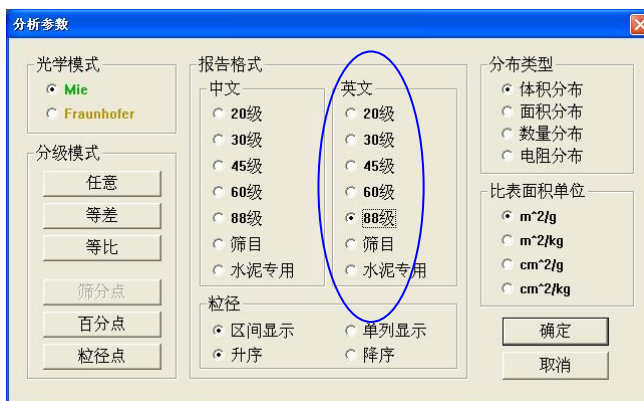 分析参数
光学模式
Mie
Fraunhofer
分级模式
任意
等差
等比
筛分点
百分点
粒径点
报告格式
中文
20级
30级
45级
60级
88级
筛目
水泥专用
英文
20级
30级
45级
60级
88级
筛目
水泥专用
粒径
区间显示
单列显示
升序
降序
分布类型
体积分布
面积分布
数量分布
电阻分布
比表面积单位
m^2/g
m^2/kg
cm^2/g
cm^2/kg
确定
取消